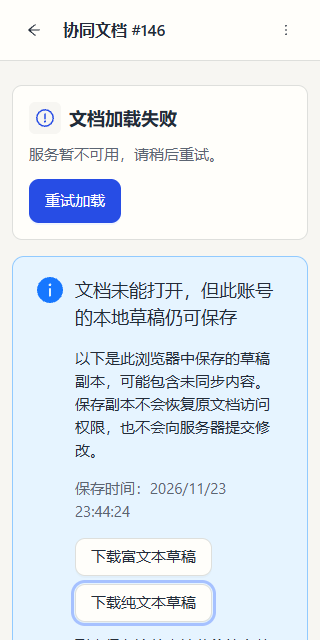 协同文档 #146
文档加载失败
服务暂不可用，请稍后重试。
重试加载
文档未能打开，但此账号
的本地草稿仍可保存
以下是此浏览器中保存的草稿
副本，可能包含未同步内容。
保存副本不会恢复原文档访问
权限，也不会向服务器提交修
改。
保存时间：2026/11/23
23:44:24
下载富文本草稿
下载纯文本草稿